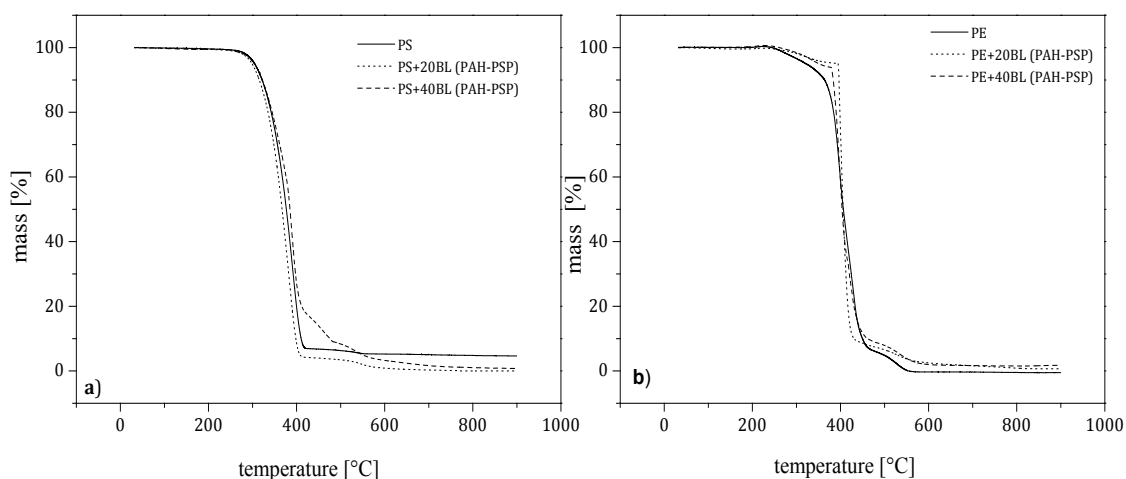 100
80
60
40
20
0
mass [%]
PS
PS+20BL (PAH-PSP)
PS+40BL (PAH-PSP)
a)
0 200 400 600 800 1000
temperature [°C]
100
80
60
40
20
0
mass [%]
PE
PE+20BL (PAH-PSP)
PE+40BL (PAH-PSP)
b)
0 200 400 600 800 1000
temperature [°C]